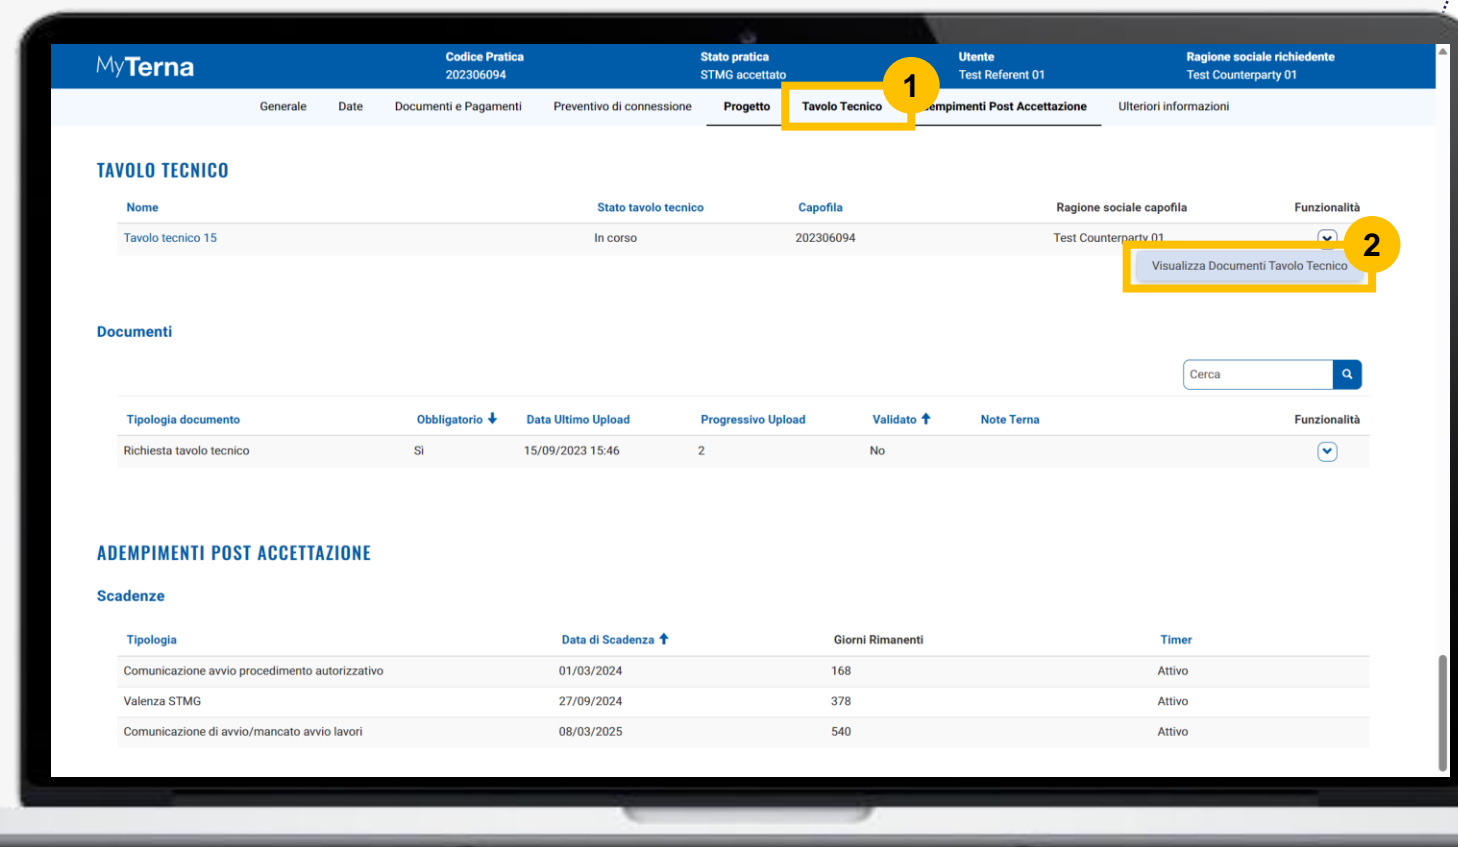 MyTerna
Codice Pratica
202306094
Stato pratica
STMG accettato
Utente
Test Referent 01
Ragione sociale richiedente
Test Counterparty 01
Generale Date Documenti e Pagamenti Preventivo di connessione Progetto Tavolo Tecnico Post Accettazione Ulteriori informazioni
1
TAVOLO TECNICO
Nome Stato tavolo tecnico Capofila Ragione sociale capofila Funzionalità
Tavolo tecnico 15 In corso 202306094 Test Counterparty 01
2
Visualizza Documenti Tavolo Tecnico
Documenti
Cerca
Tipologia documento Obbligatorio Data Ultimo Upload Progressivo Upload Validato Note Terna Funzionalità
Richiesta tavolo tecnico Sì 15/09/2023 15:46 2 No
ADEMPIMENTI POST ACCETTAZIONE
Scadenze
Tipologia Data di Scadenza Giorni Rimanenti Timer
Comunicazione avvio procedimento autorizzativo 01/03/2024 168 Attivo
Valenza STMG 27/09/2024 378 Attivo
Comunicazione di avvio/mancato avvio lavori 08/03/2025 540 Attivo